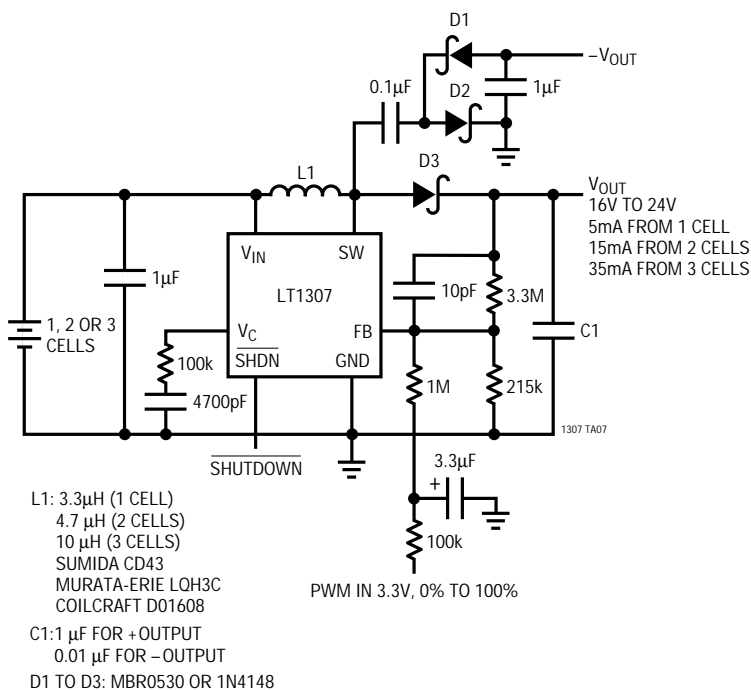 D1
–VOUT
0.1µF
1µF
D2
L1
D3
VOUT
16V TO 24V
5mA FROM 1 CELL
15mA FROM 2 CELLS
35mA FROM 3 CELLS
VIN
SW
1µF
LT1307
10pF
3.3M
1, 2 OR 3
CELLS
VC
FB
C1
100k
SHDN
GND
1M
215k
4700pF
1307 TA07
SHUTDOWN
3.3µF
+
100k
PWM IN 3.3V, 0% TO 100%
L1: 3.3µH (1 CELL)
4.7 µH (2 CELLS)
10 µH (3 CELLS)
SUMIDA CD43
MURATA-ERIE LQH3C
COILCRAFT D01608
C1:1 µF FOR +OUTPUT
0.01 µF FOR –OUTPUT
D1 TO D3: MBR0530 OR 1N4148